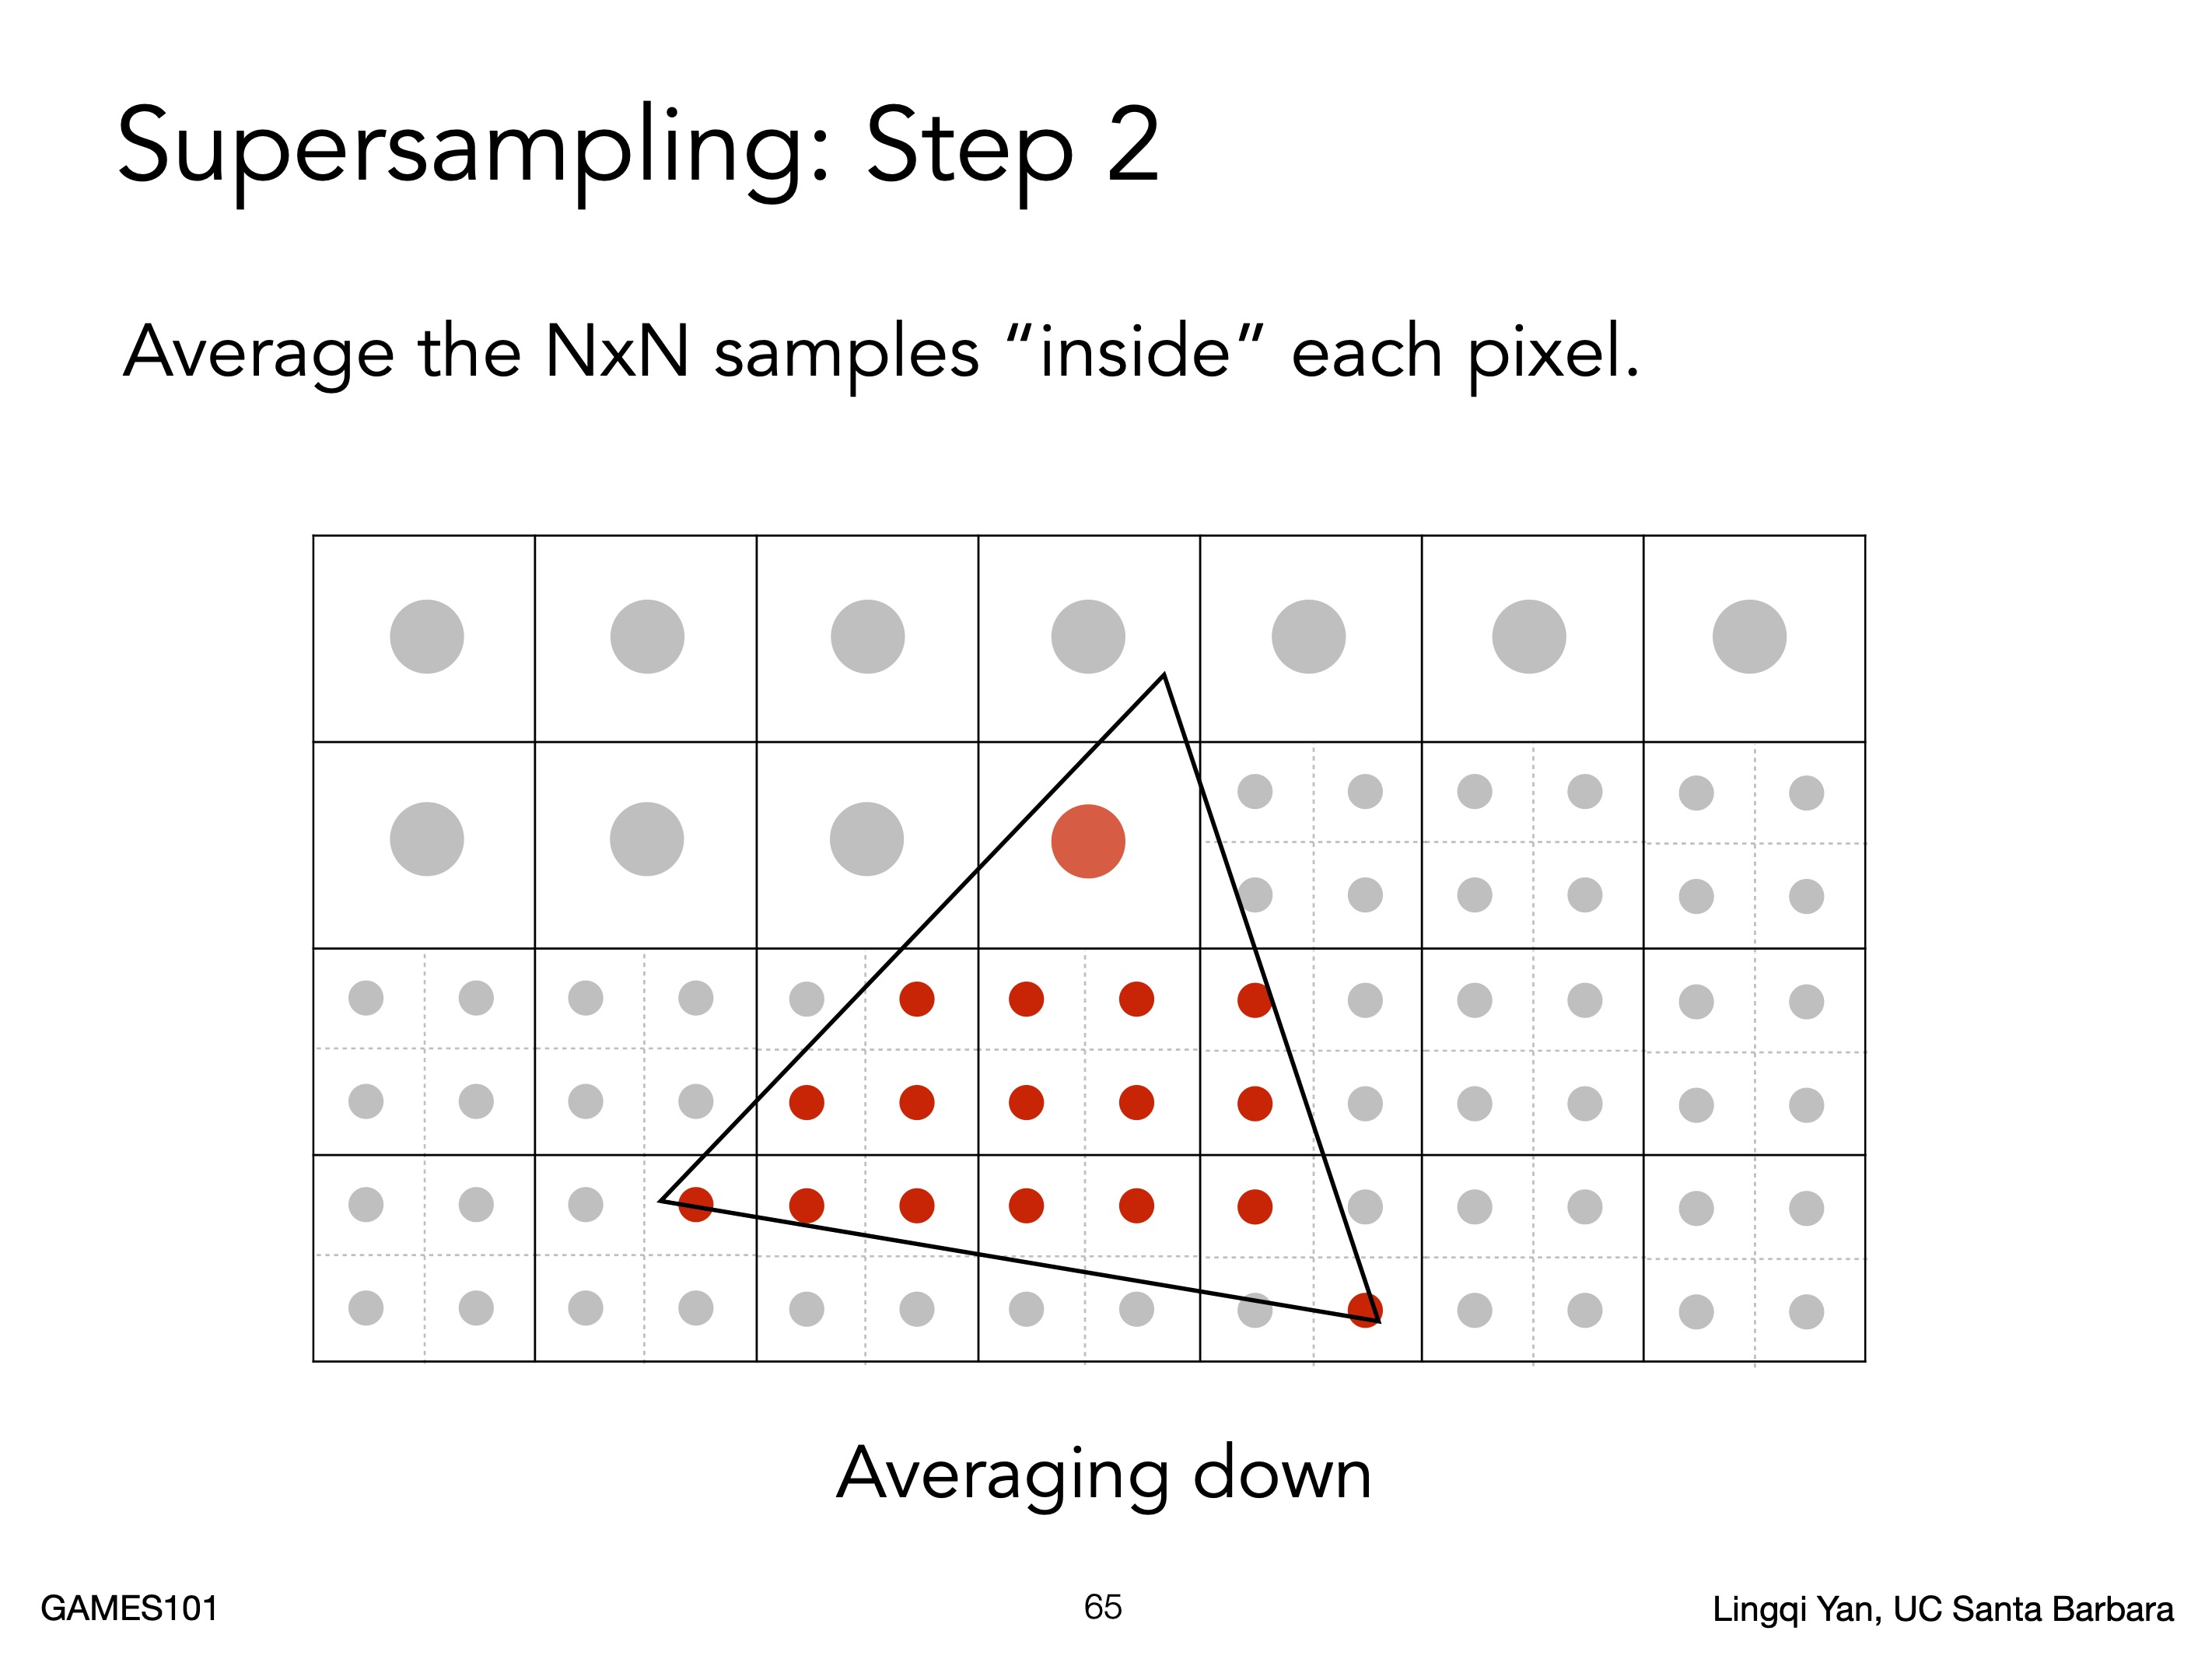 Supersampling: Step 2
Average the NxN samples “inside” each pixel.
Averaging down
GAMES101
65
Lingqi Yan, UC Santa Barbara